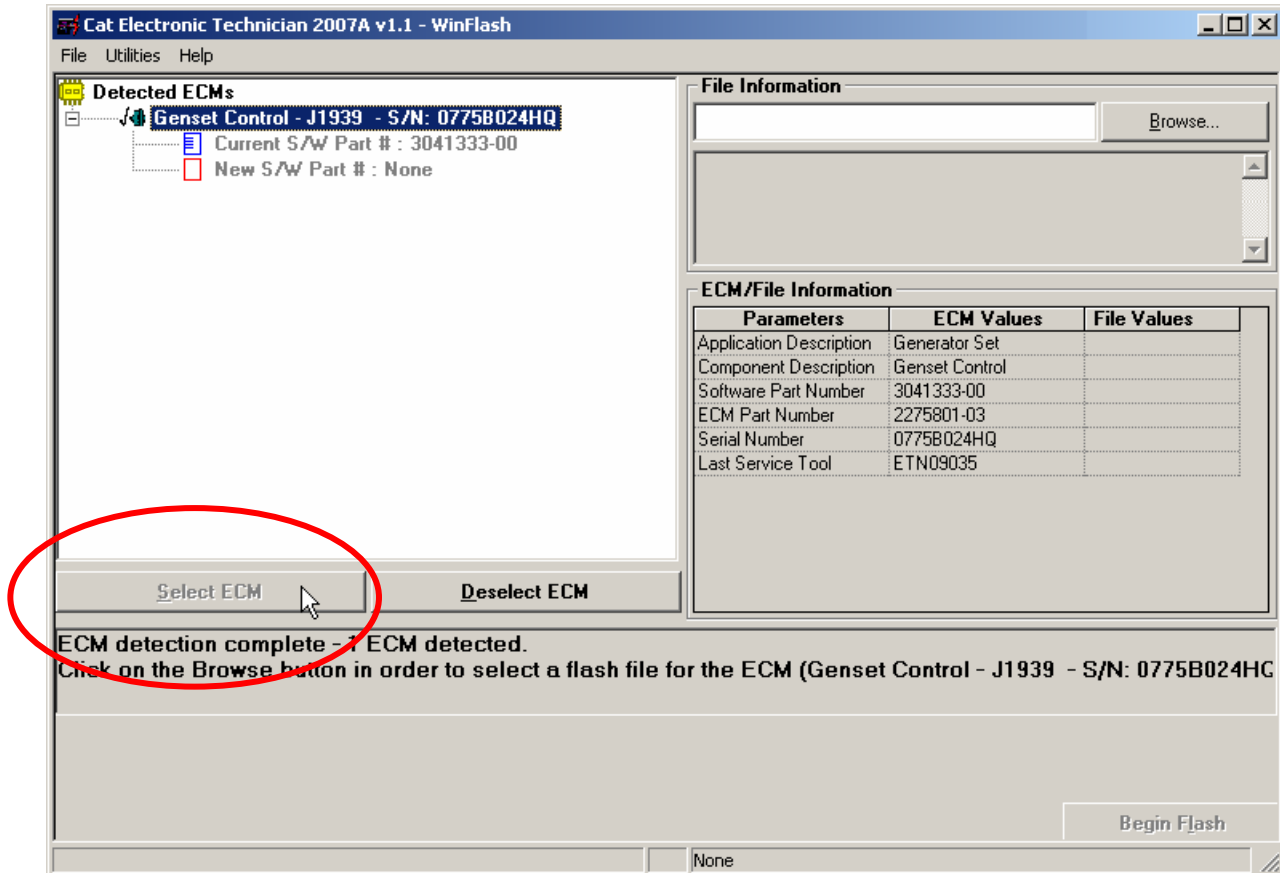 Cat Electronic Technician 2007A v1.1 - WinFlash
File Utilities Help
Detected ECMs
Genset Control - J1939 - S/N: 0775B024HQ
Current S/W Part # : 3041333-00
New S/W Part # : None
Select ECM
Deselect ECM
File Information
Browse...
ECM/File Information
Parameters ECM Values File Values
Application Description Generator Set
Component Description Genset Control
Software Part Number 3041333-00
ECM Part Number 2275801-03
Serial Number 0775B024HQ
Last Service Tool ETN09035
ECM detection complete - 1 ECM detected.
Click on the Browse button in order to select a flash file for the ECM (Genset Control - J1939 - S/N: 0775B024HQ
Begin Flash
None